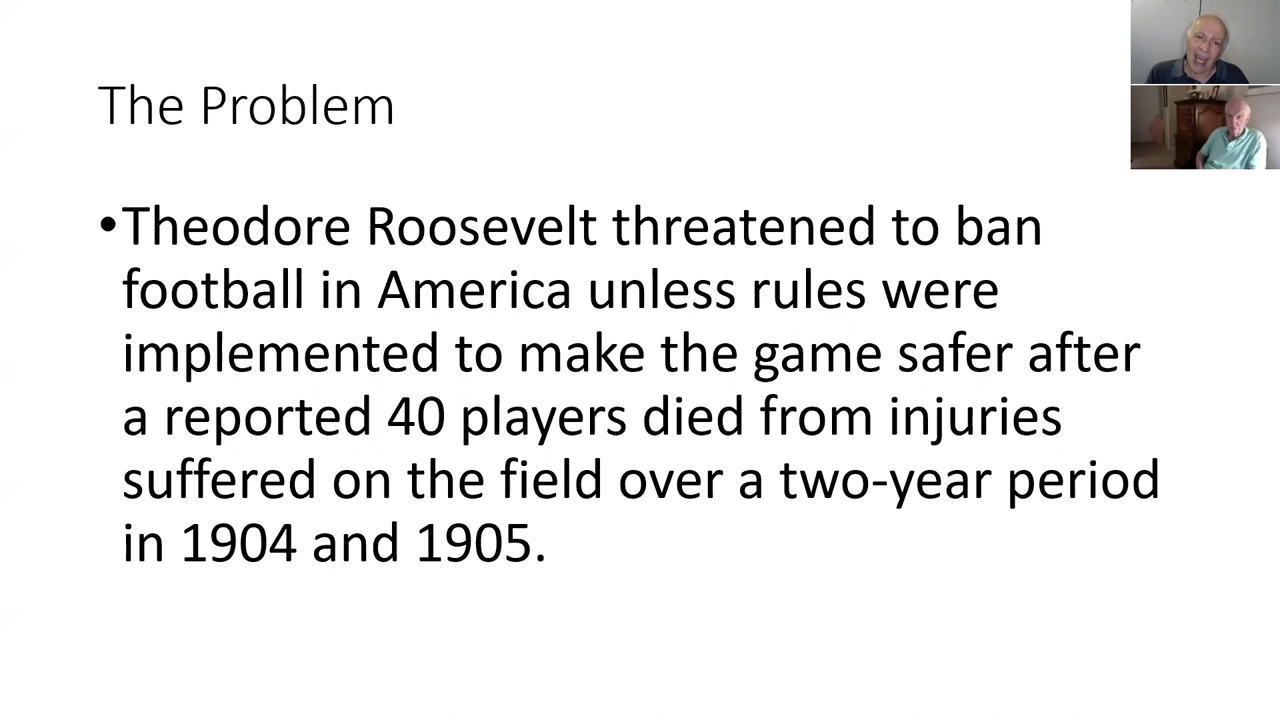 The Problem
•Theodore Roosevelt threatened to ban
football in America unless rules were
implemented to make the game safer after
a reported 40 players died from injuries
suffered on the field over a two-year period
in 1904 and 1905.